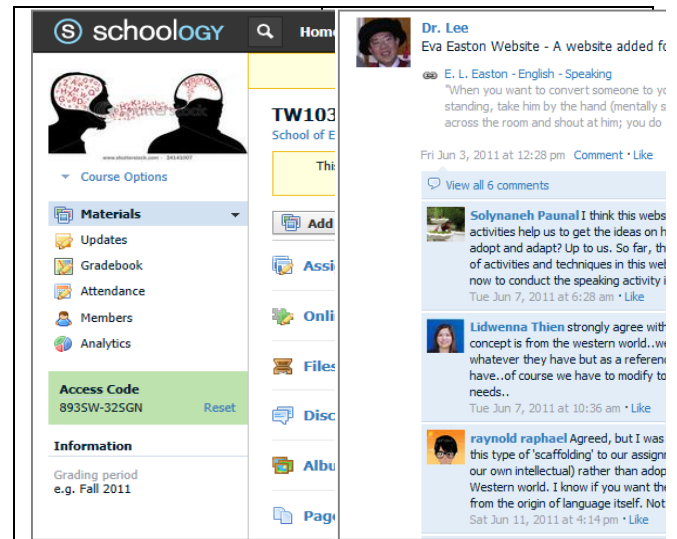 schoology
Home
www.shutterstock.com · 24141007
Course Options
Materials
Updates
Gradebook
Attendance
Members
Analytics
Access Code
893SW-325GN Reset
Information
Grading period
e.g. Fall 2011
TW103
School of E
This
Add
Assi
Onli
Files
Disc
Albu
Page
Dr. Lee
Eva Easton Website - A website added fo
E. L. Easton - English - Speaking
"When you want to convert someone to yo
standing, take him by the hand (mentally s
across the room and shout at him; you do
Fri Jun 3, 2011 at 12:28 pm Comment · Like
View all 6 comments
Solynaneh Paunal I think this webs
activities help us to get the ideas on h
adopt and adapt? Up to us. So far, th
of activities and techniques in this web
now to conduct the speaking activity i
Tue Jun 7, 2011 at 6:28 am · Like
Lidwenna Thien strongly agree with
concept is from the western world..we
whatever they have but as a referenc
have..of course we have to modify to
needs..
Tue Jun 7, 2011 at 10:36 am · Like
raynold raphael Agreed, but I was
this type of 'scaffolding' to our assignm
our own intellectual) rather than adop
Western world. I know if you want the
from the origin of language itself. Not
Sat Jun 11, 2011 at 4:14 pm · Like